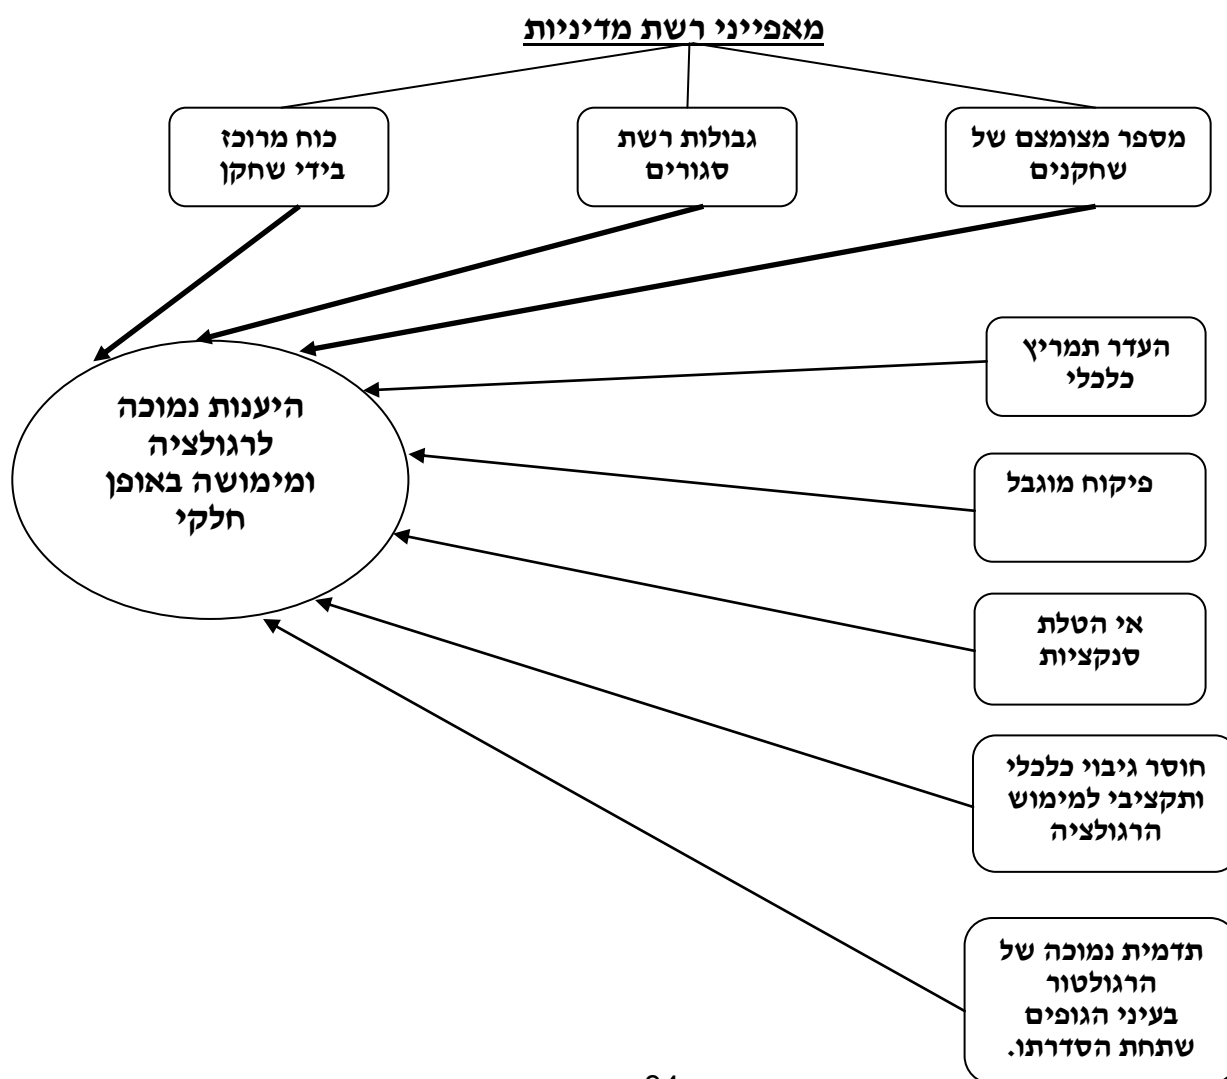 מאפייני רשת מדיניות
מספר מצומצם של
שחקנים
גבולות רשת
סגורים
כוח מרוכז
בידי שחקן
העדר תמריץ
כלכלי
היענות נמוכה
לרגולציה
ומימושה באופן
חלקי
פיקוח מוגבל
אי הטלת
סנקציות
חוסר גיבוי כלכלי
ותקציבי למימוש
הרגולציה
תדמית נמוכה של
הרגולטור
בעיני הגופים
שתחת הסדרתו.